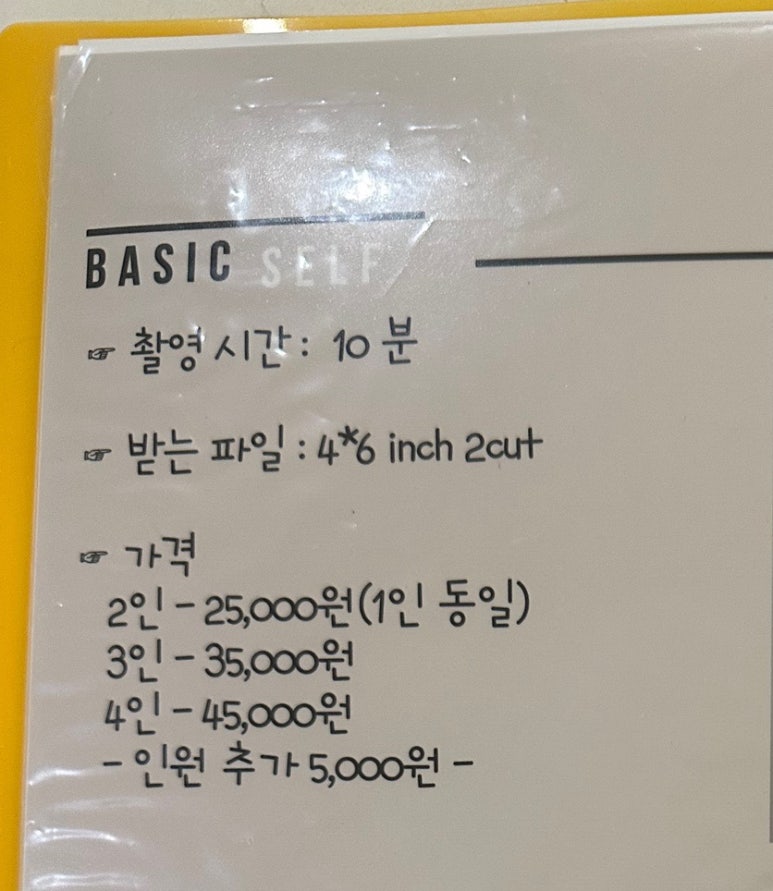 BASIC SELF
☞ 촬영 시간 : 10 분
☞ 받는 파일 : 4*6 inch 2cut
☞ 가격
2인 - 25,000원(1인 동일)
3인 - 35,000원
4인 - 45,000원
- 인원 추가 5,000원 -